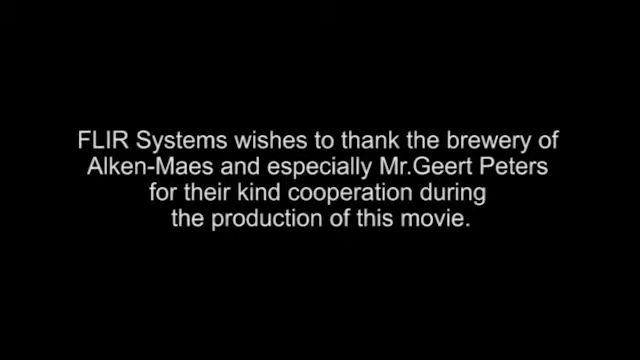 FLIR Systems wishes to thank the brewery of
Alken-Maes and especially Mr.Geert Peters
for their kind cooperation during
the production of this movie.